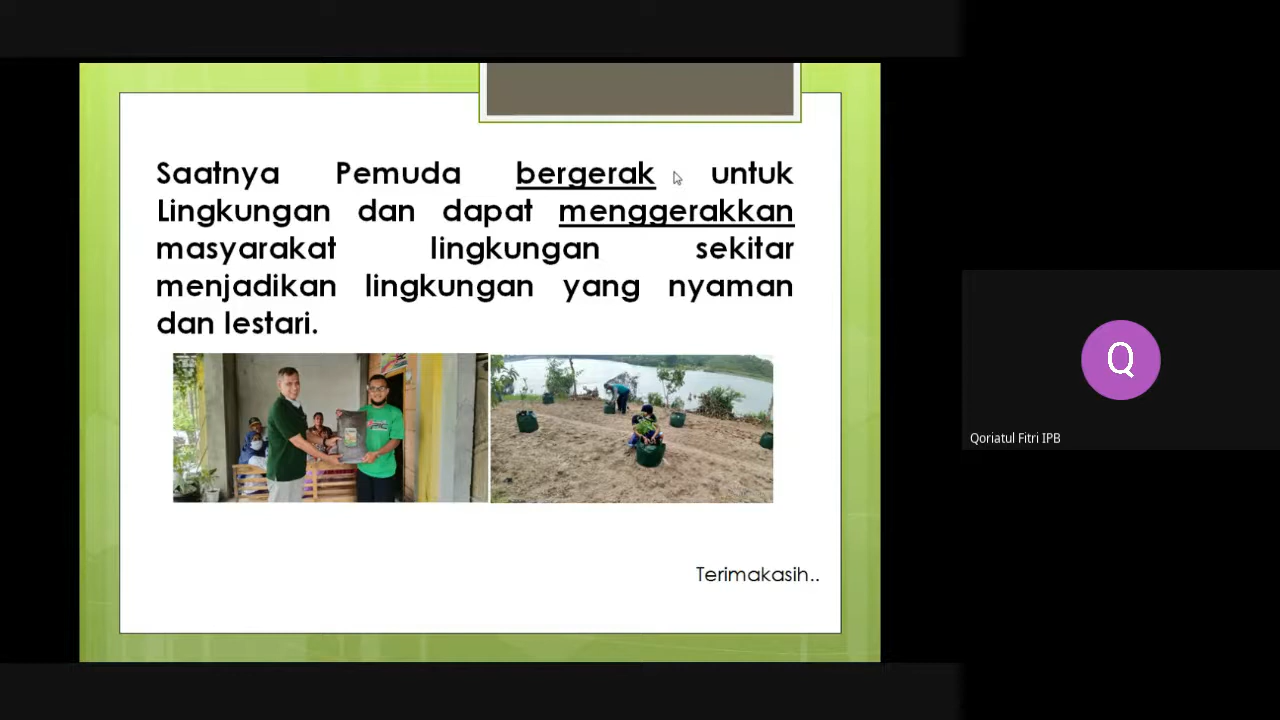 Saatnya Pemuda bergerak untuk
Lingkungan dan dapat menggerakkan
masyarakat lingkungan sekitar
menjadikan lingkungan yang nyaman
dan lestari.
Terimakasih..
Q
Qoriatul Fitri IPB